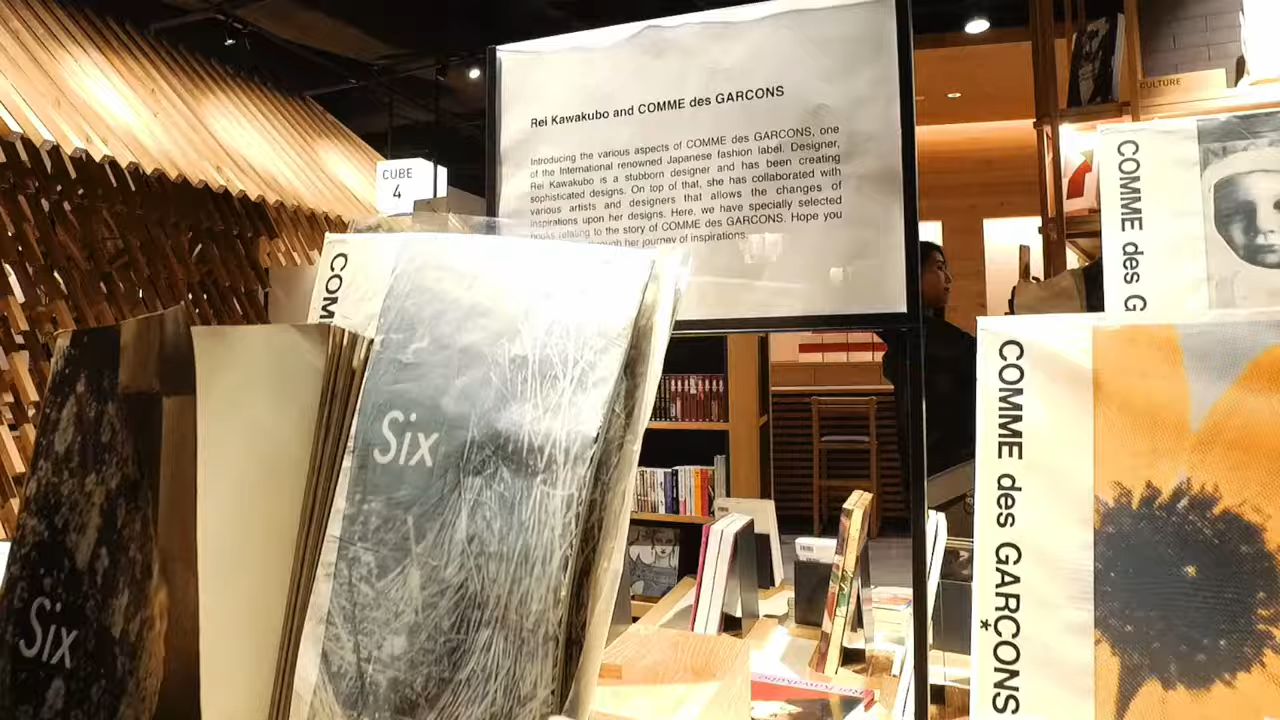 Rei Kawakubo and COMME des GARCONS
Introducing the various aspects of COMME des GARCONS, one
of the International renowned Japanese fashion label. Designer,
Rei Kawakubo is a stubborn designer and has been creating
sophisticated designs. On top of that, she has collaborated with
various artists and designers that allows the changes of
inspirations upon her designs. Here, we have specially selected
books relating to the story of COMME des GARCONS. Hope you
through her journey of inspirations.
CUBE
4
CULTURE
COM
Six
Six
COMME des G
COMME des GARÇONS
Rei Kawakubo